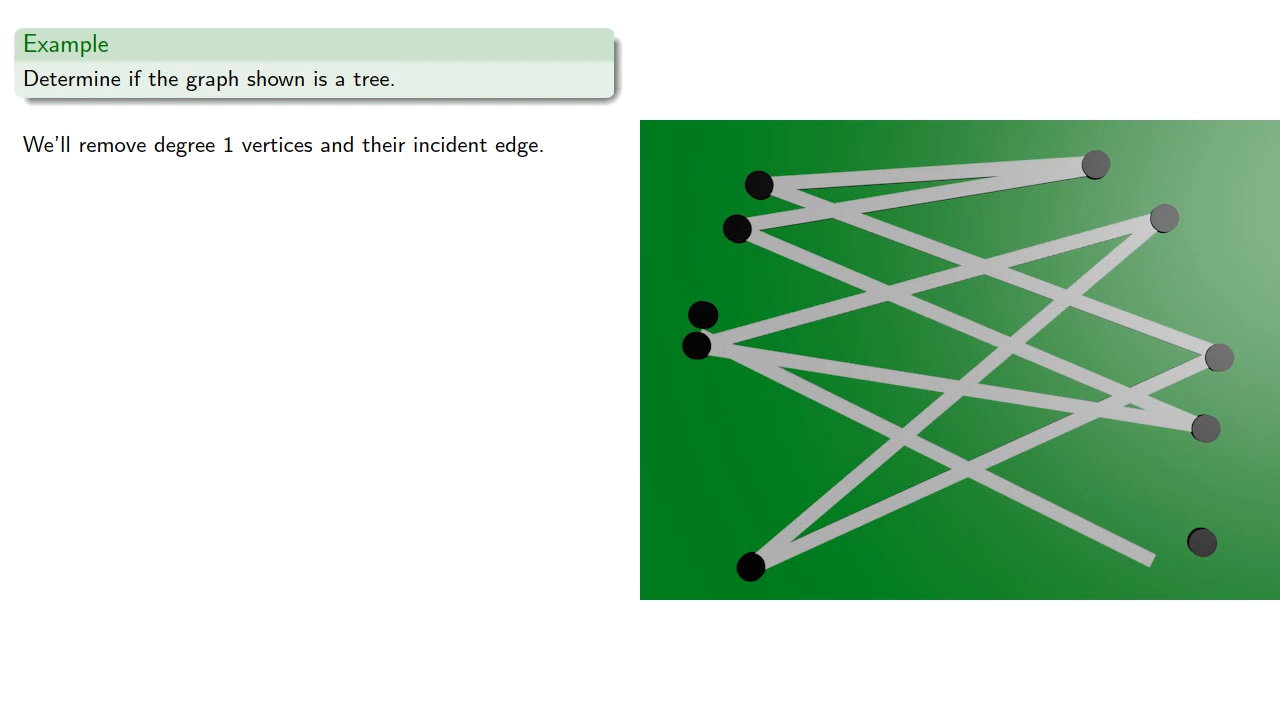 Example
Determine if the graph shown is a tree.
We'll remove degree 1 vertices and their incident edge.